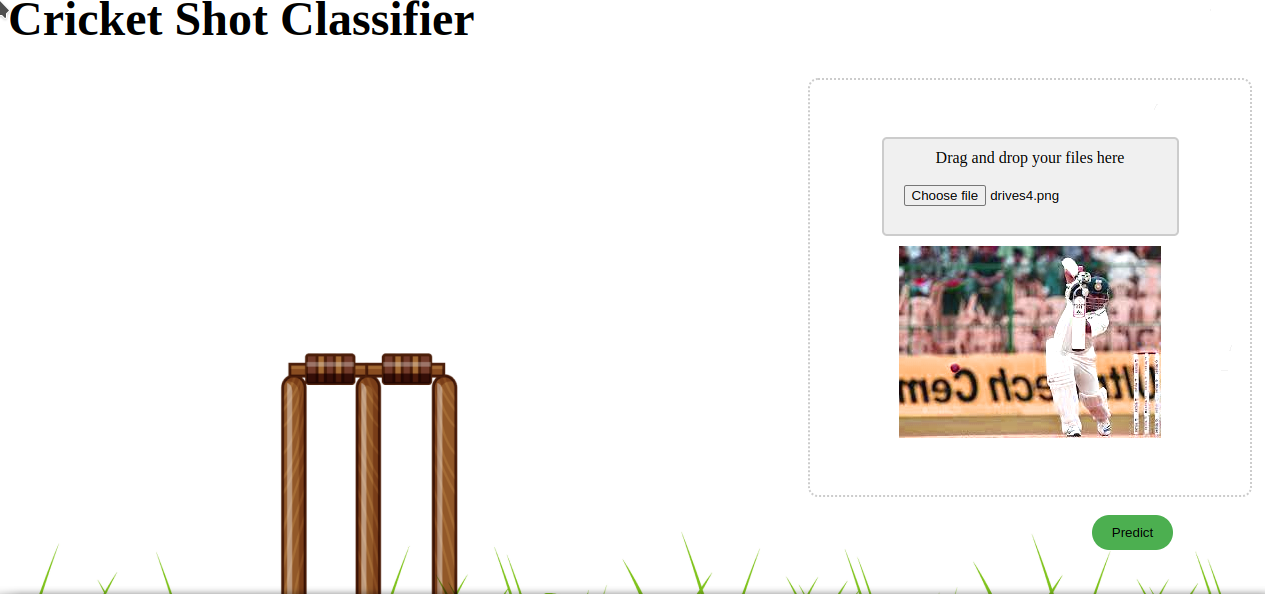 Cricket Shot Classifier
Drag and drop your files here
Choose file drives4.png
Predict